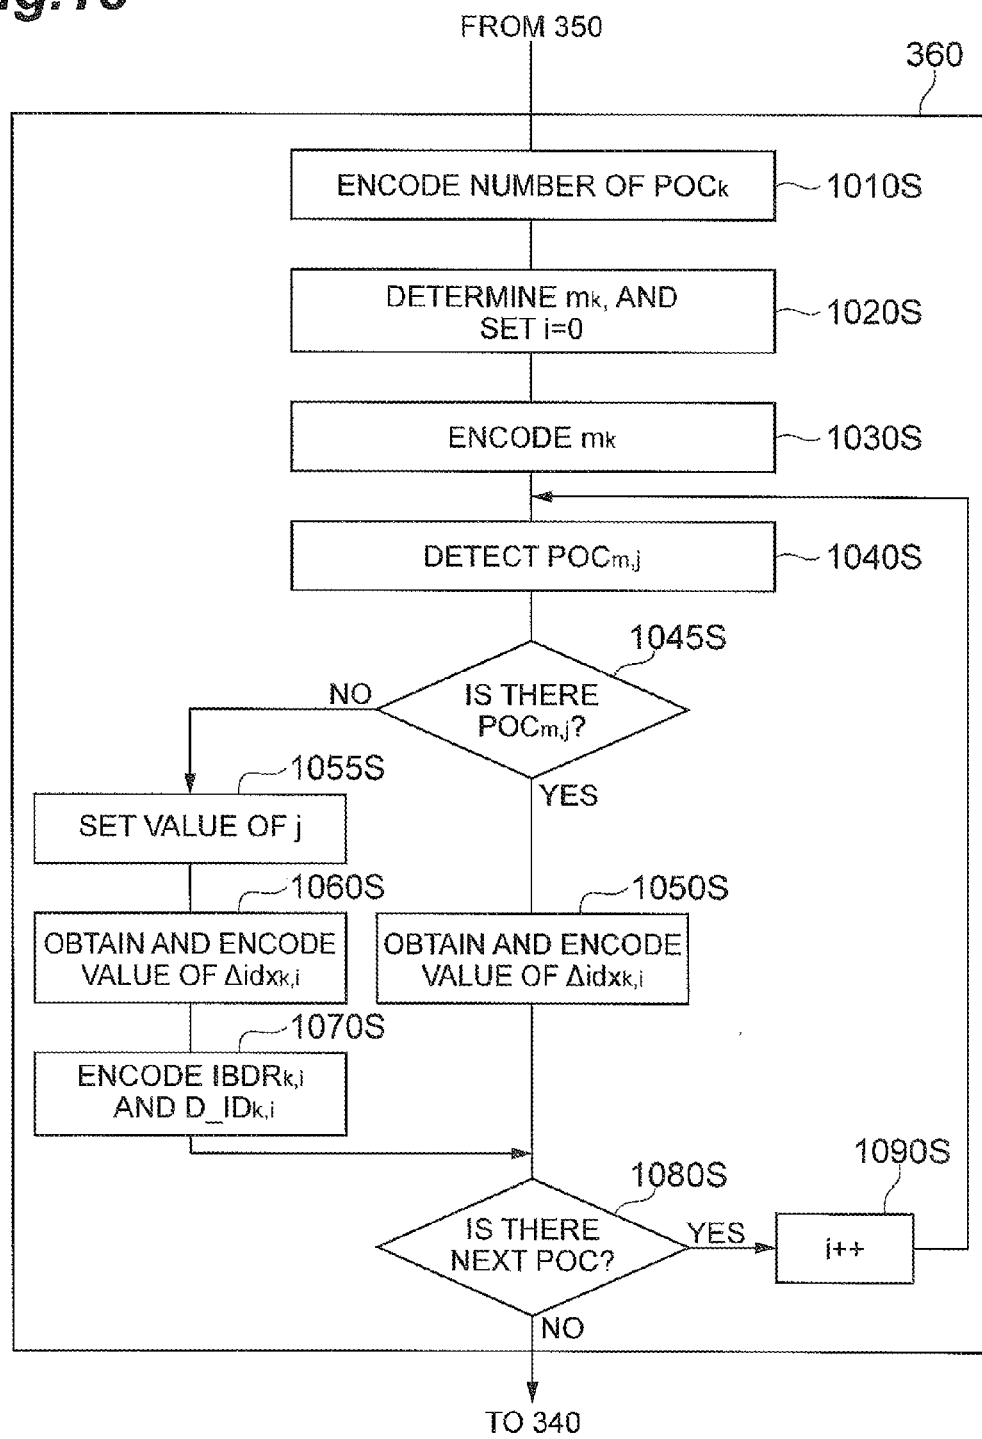 FROM 350
360
ENCODE NUMBER OF POCk
1010S
DETERMINE mk, AND
SET i=0
1020S
ENCODE mk
1030S
DETECT POCm,j
1040S
1045S
IS THERE
POCm,j?
NO
YES
1055S
SET VALUE OF j
1060S
OBTAIN AND ENCODE
VALUE OF Δidxk,i
1050S
OBTAIN AND ENCODE
VALUE OF Δidxk,i
1070S
ENCODE IBDRk,i
AND D_IDk,i
1080S
IS THERE
NEXT POC?
YES
1090S
i++
NO
TO 340